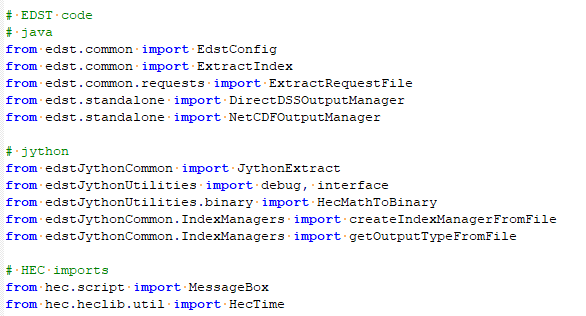 # EDST code
# java
from edst.common import EdstConfig
from edst.common import ExtractIndex
from edst.common.requests import ExtractRequestFile
from edst.standalone import DirectDSSOutputManager
from edst.standalone import NetCDFOutputManager
# jython
from edstJythonCommon import JythonExtract
from edstJythonUtilities import debug, interface
from edstJythonUtilities.binary import HecMathToBinary
from edstJythonCommon.IndexManagers import createIndexManagerFromFile
from edstJythonCommon.IndexManagers import getOutputTypeFromFile
# HEC imports
from hec.script import MessageBox
from hec.heclib.util import HecTime